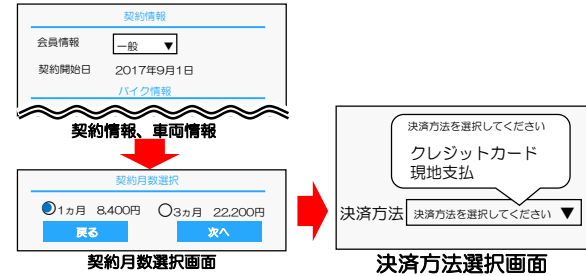 契約情報
会員情報 一般 ▼
契約開始日 2017年9月1日
バイク情報
契約情報、車両情報
契約月数選択
1ヵ月 8,400円 3ヵ月 22,200円
戻る 次へ
契約月数選択画面
決済方法を選択してください
クレジットカード
現地支払
決済方法 決済方法を選択してください ▼
決済方法選択画面